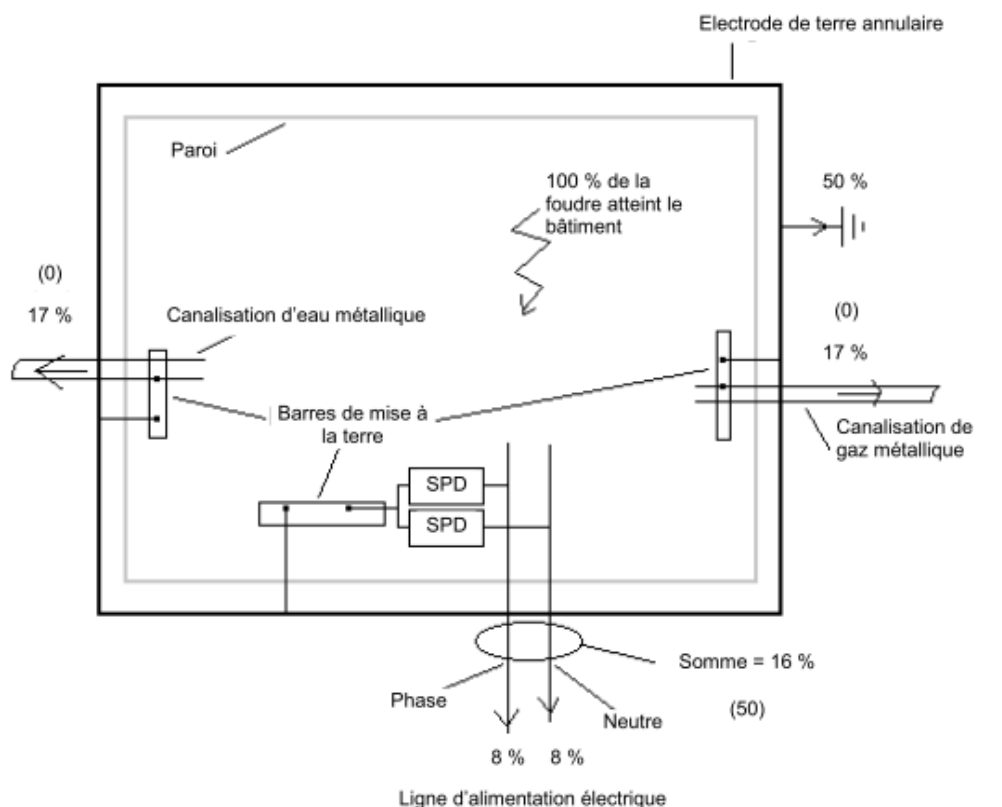 Electrode de terre annulaire
Paroi
100 % de la
foudre atteint le
bâtiment
50 %
(0)
17 %
Canalisation d'eau métallique
(0)
17 %
Barres de mise à
la terre
Canalisation de
gaz métallique
SPD
SPD
Somme = 16 %
Phase
Neutre
(50)
8 % 8 %
Ligne d'alimentation électrique